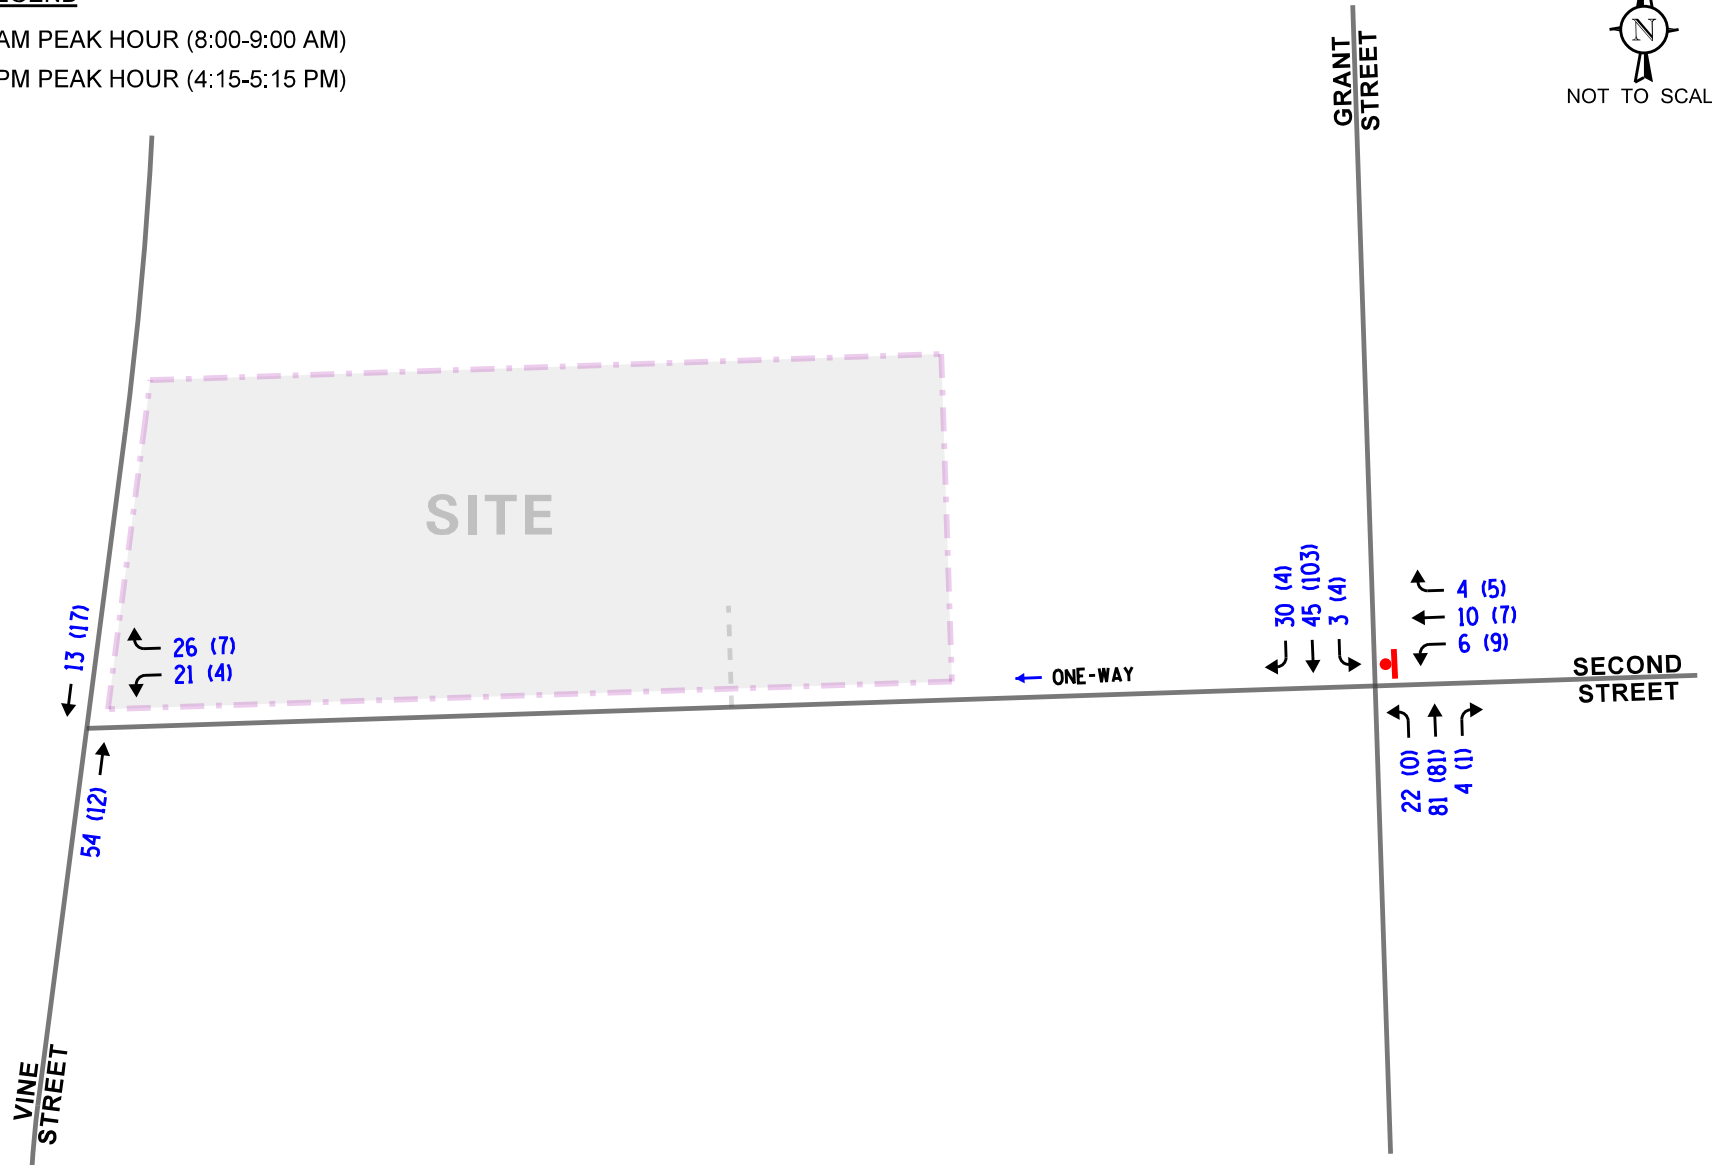 AM PEAK HOUR (8:00-9:00 AM)
PM PEAK HOUR (4:15-5:15 PM)
N
NOT TO SCAL
GRANT
STREET
SITE
13 (17)
26 (7)
21 (4)
54 (12)
ONE-WAY
30 (4)
45 (103)
3 (4)
4 (5)
10 (7)
6 (9)
SECOND
STREET
22 (0)
81 (81)
4 (1)
VINE
STREET